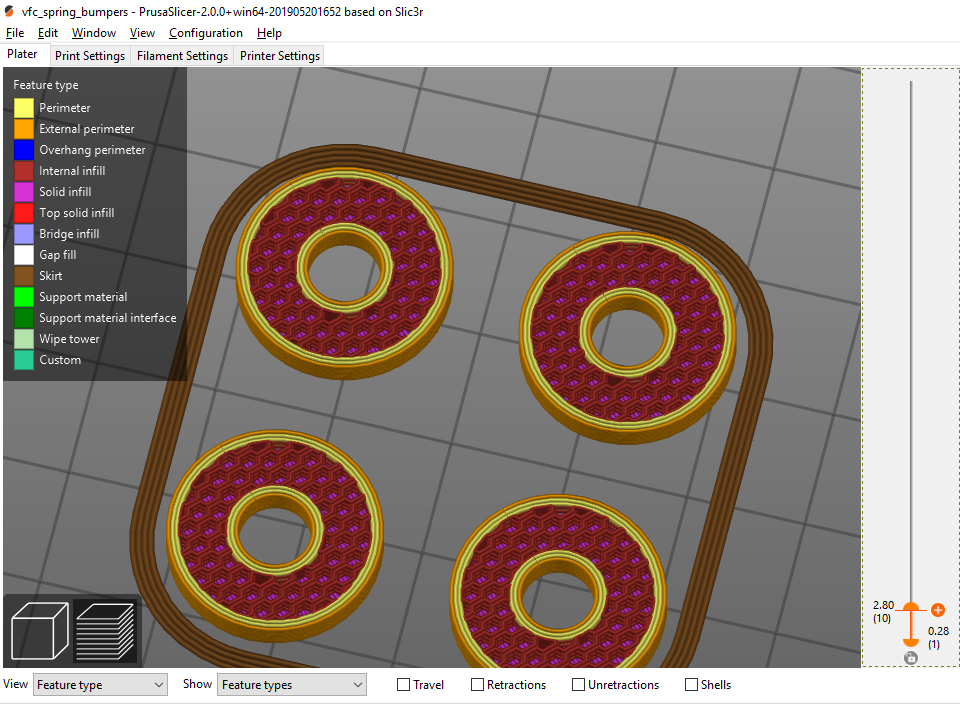 vfc_spring_bumpers - PrusaSlicer-2.0.0+win64-201905201652 based on Slic3r
File Edit Window View Configuration Help
Plater Print Settings Filament Settings Printer Settings
Feature type
Perimeter
External perimeter
Overhang perimeter
Internal infill
Solid infill
Top solid infill
Bridge infill
Gap fill
Skirt
Support material
Support material interface
Wipe tower
Custom
2.80
(10)
0.28
(1)
View Feature type Show Feature types Travel Retractions Unretractions Shells